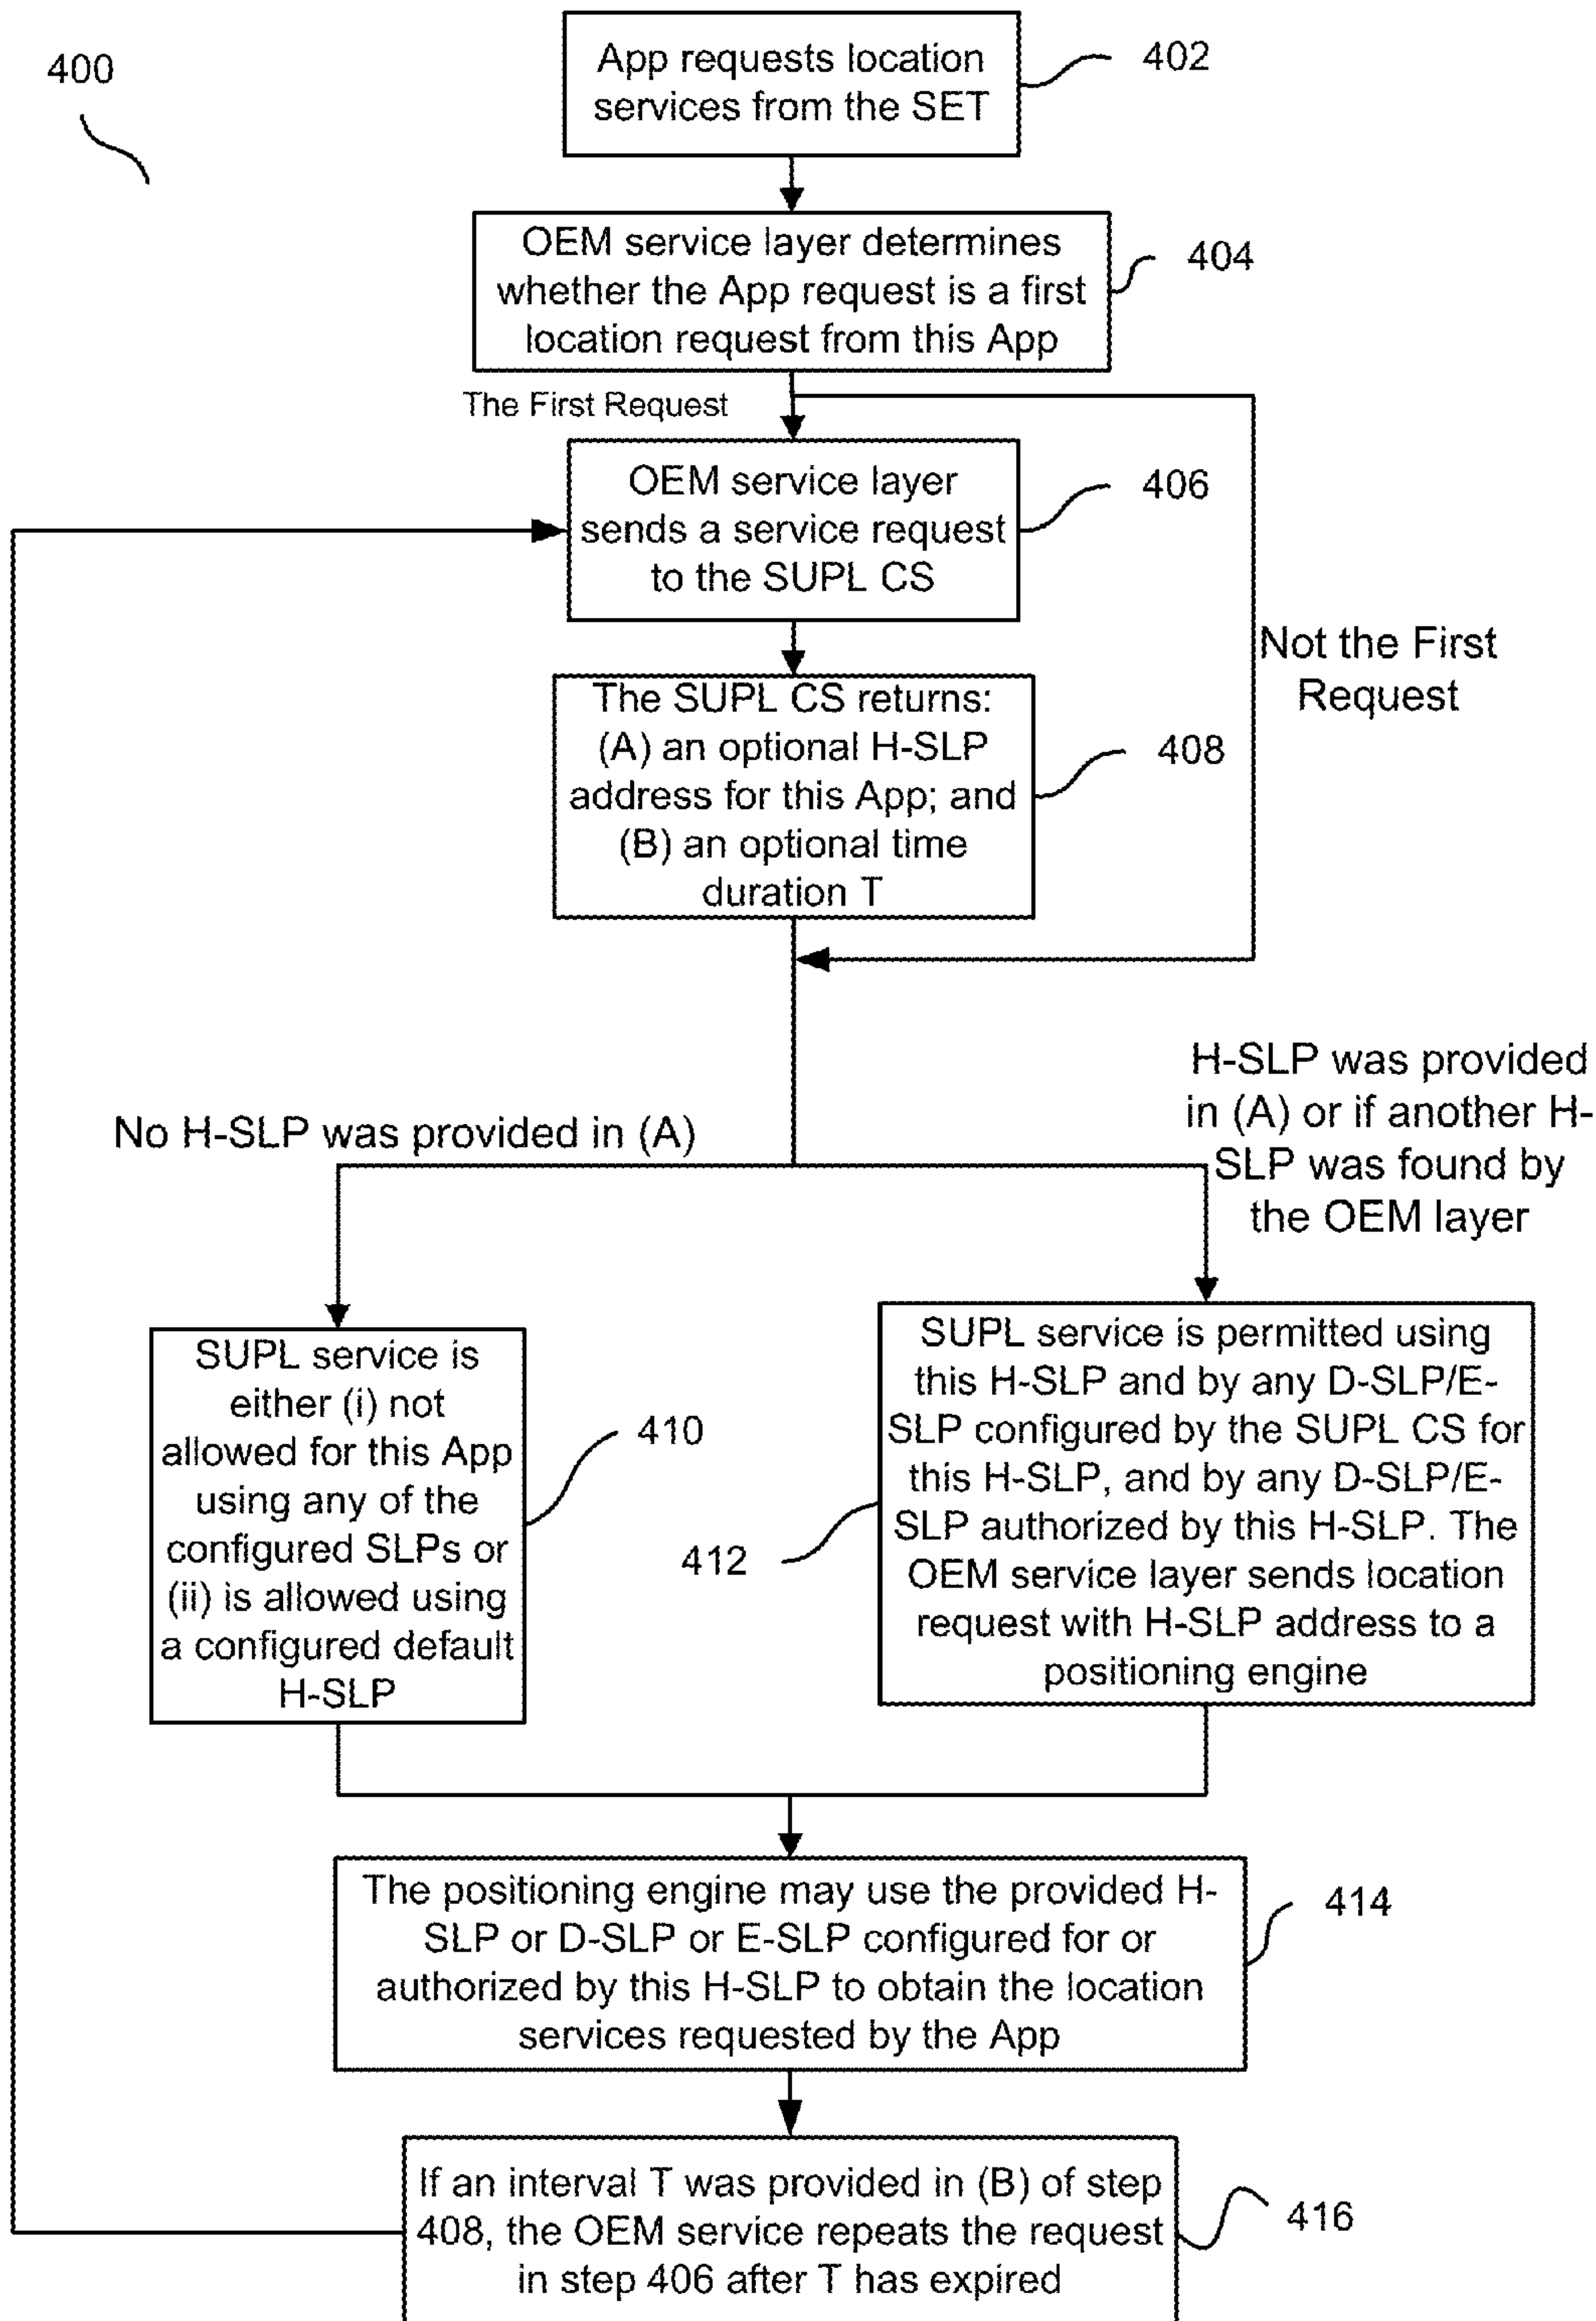 400
App requests location
services from the SET
402
OEM service layer determines
whether the App request is a first
location request from this App
404
The First Request
OEM service layer
sends a service request
to the SUPL CS
406
Not the First
Request
The SUPL CS returns:
(A) an optional H-SLP
address for this App; and
(B) an optional time
duration T
408
No H-SLP was provided in (A)
H-SLP was provided
in (A) or if another H-
SLP was found by
the OEM layer
SUPL service is
either (i) not
allowed for this App
using any of the
configured SLPs or
(ii) is allowed using
a configured default
H-SLP
410
SUPL service is permitted using
this H-SLP and by any D-SLP/E-
SLP configured by the SUPL CS for
this H-SLP, and by any D-SLP/E-
SLP authorized by this H-SLP. The
OEM service layer sends location
request with H-SLP address to a
positioning engine
412
The positioning engine may use the provided H-
SLP or D-SLP or E-SLP configured for or
authorized by this H-SLP to obtain the location
services requested by the App
414
If an interval T was provided in (B) of step
408, the OEM service repeats the request
in step 406 after T has expired
416